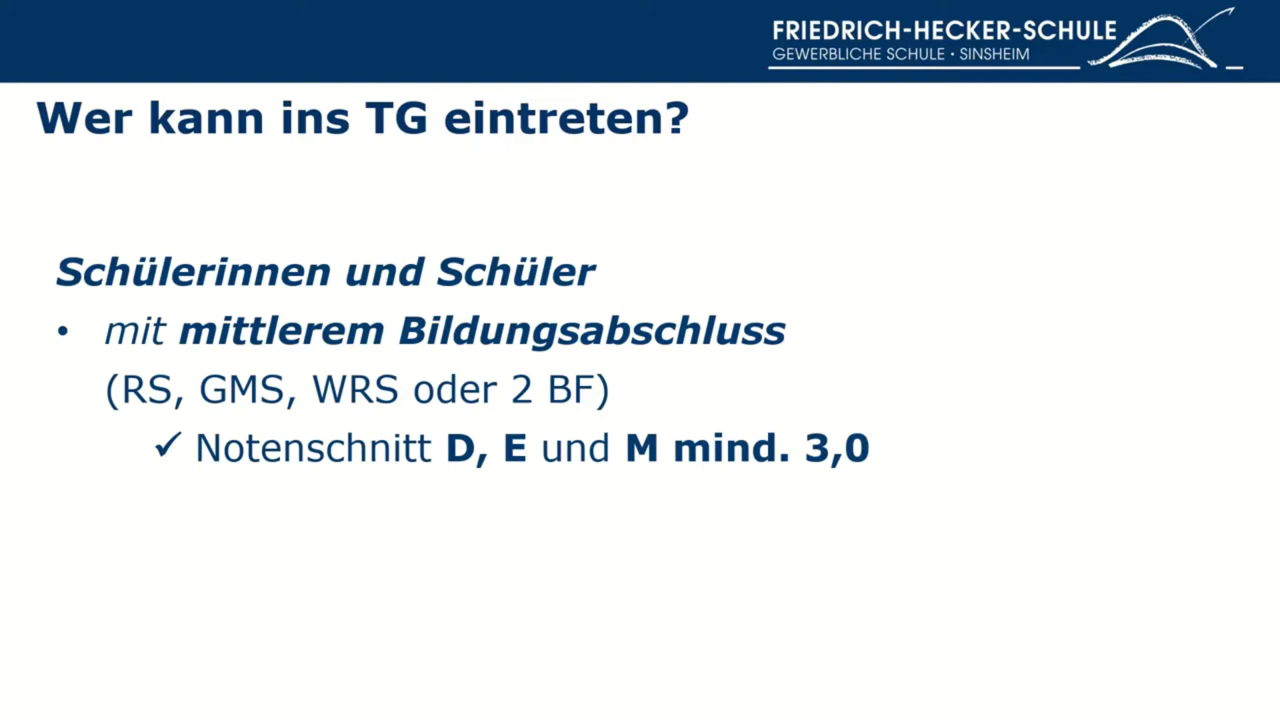 FRIEDRICH-HECKER-SCHULE
GEWERBLICHE SCHULE • SINSHEIM
Wer kann ins TG eintreten?
Schülerinnen und Schüler
• mit mittlerem Bildungsabschluss
(RS, GMS, WRS oder 2 BF)
✓ Notenschnitt D, E und M mind. 3,0